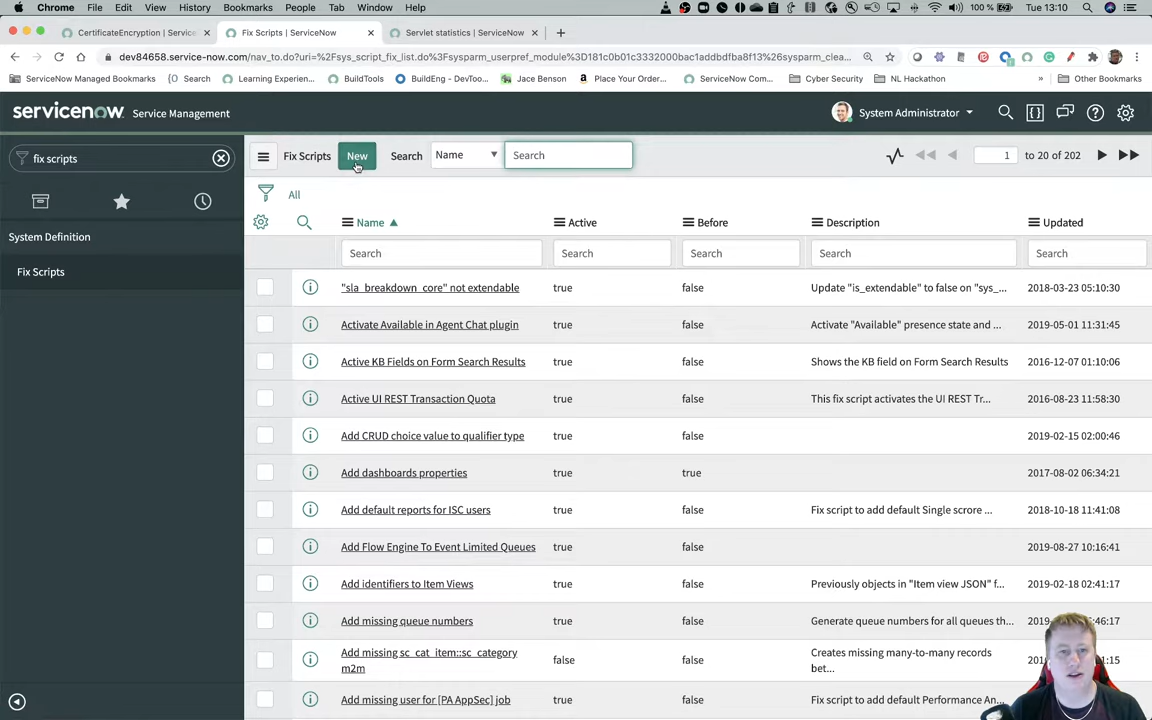 Chrome File Edit View History Bookmarks People Tab Window Help 100 % Tue 13:10
CertificateEncryption | Service Fix Scripts | ServiceNow Servlet statistics | ServiceNow
dev84658.service-now.com/nav_to.do?uri=%2Fsys_script_fix_list.do%3Fsysparm_userpref_module%3D181c0b01c3332000bac1addbdfba8f13%26sysparm_clea...
ServiceNow Managed Bookmarks Search Learning Experien... BuildTools BuildEng - DevToo... Jace Benson Place Your Order... ServiceNow Com... Cyber Security NL Hackathon » Other Bookmarks
servicenow Service Management System Administrator
fix scripts
Fix Scripts New Search Name Search 1 to 20 of 202
All
System Definition
Fix Scripts
Name Active Before Description Updated
Search Search Search Search Search
"sla_breakdown_core" not extendable true false Update "is_extendable" to false on "sys_... 2018-03-23 05:10:30
Activate Available in Agent Chat plugin true false Activate "Available" presence state and ... 2019-05-01 11:31:45
Active KB Fields on Form Search Results true false Shows the KB field on Form Search Results 2016-12-07 01:10:06
Active UI REST Transaction Quota true false This fix script activates the UI REST Tr... 2016-08-23 11:58:30
Add CRUD choice value to qualifier type true false 2019-02-15 02:00:46
Add dashboards properties true true 2017-08-02 06:34:21
Add default reports for ISC users true false Fix script to add default Single scrore ... 2018-10-18 11:41:08
Add Flow Engine To Event Limited Queues true false 2019-08-27 10:16:41
Add identifiers to Item Views true false Previously objects in "Item view JSON" f... 2019-02-18 02:41:17
Add missing queue numbers true false Generate queue numbers for all queues th... 46:17
Add missing sc_cat_item::sc_category m2m false false Creates missing many-to-many records bet... 1:15
Add missing user for [PA AppSec] job true false Fix script to add default Performance An...